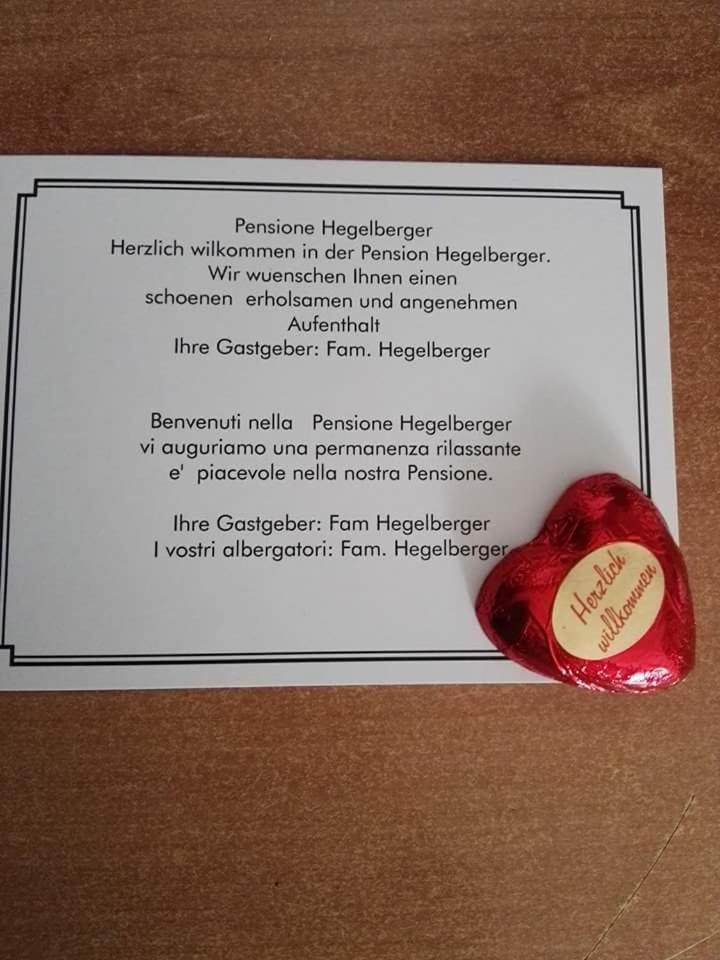 Pensione Hegelberger
Herzlich wilkommen in der Pension Hegelberger.
Wir wuenschen Ihnen einen
schoenen erholsamen und angenehmen
Aufenthalt
Ihre Gastgeber: Fam. Hegelberger
Benvenuti nella Pensione Hegelberger
vi auguriamo una permanenza rilassante
e' piacevole nella nostra Pensione.
Ihre Gastgeber: Fam Hegelberger
I vostri albergatori: Fam. Hegelberger
Herzlich
willkommen